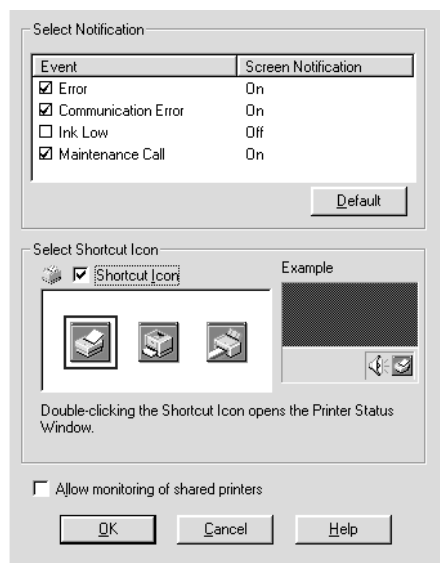 Select Notification
Event Screen Notification
Error On
Communication Error On
Ink Low Off
Maintenance Call On
Default
Select Shortcut Icon
Shortcut Icon
Example
Double-clicking the Shortcut Icon opens the Printer Status
Window.
Allow monitoring of shared printers
OK Cancel Help